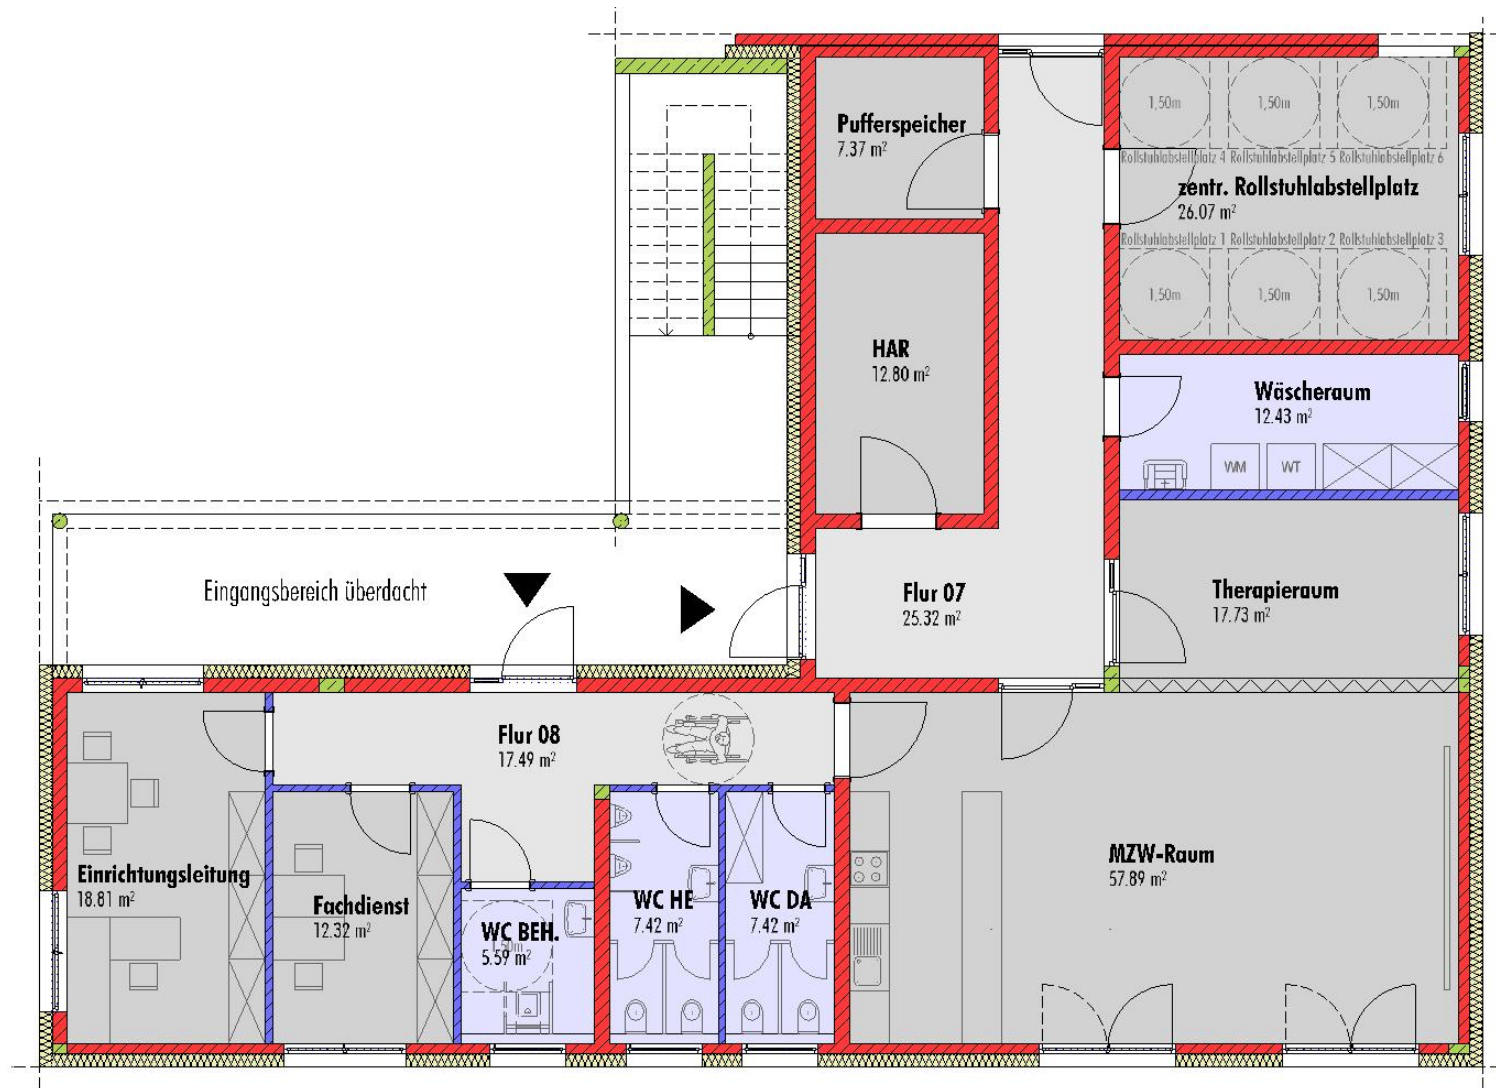 1,50m 1,50m 1,50m
Pufferspeicher
7.37 m²
Rollstuhlabstellplatz 4 Rollstuhlabstellplatz 5 Rollstuhlabstellplatz 6
zentr. Rollstuhlabstellplatz
26.07 m²
Rollstuhlabstellplatz 1 Rollstuhlabstellplatz 2 Rollstuhlabstellplatz 3
1,50m 1,50m 1,50m
HAR
12.80 m²
Wäscheraum
12.43 m²
WM WT
Eingangsbereich überdacht
Flur 07
25.32 m²
Therapieraum
17.73 m²
Flur 08
17.49 m²
MZW-Raum
57.89 m²
Einrichtungsleitung
18.81 m²
Fachdienst
12.32 m²
WC BEH.
1,50m
5.59 m²
WC HE
7.42 m²
WC DA
7.42 m²